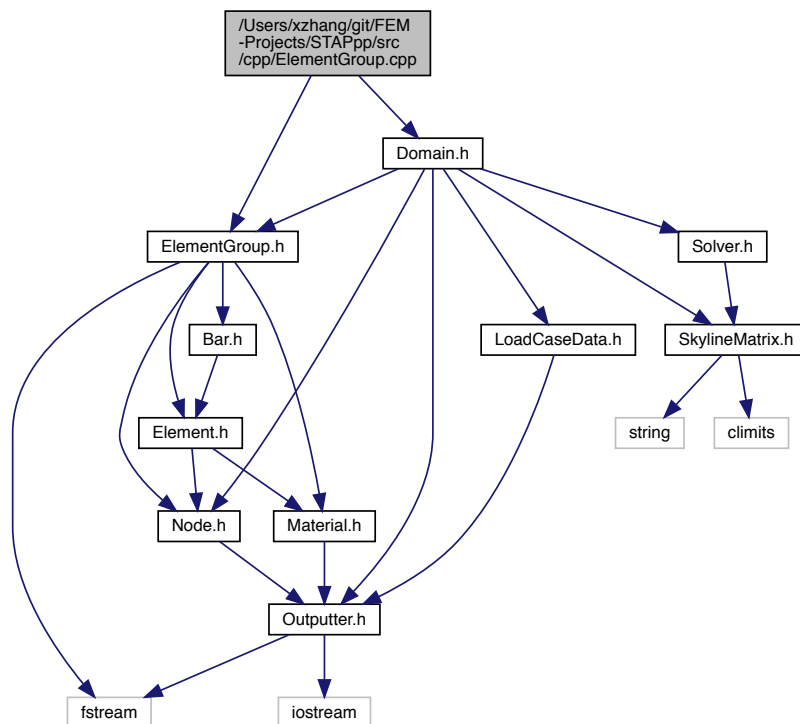 /Users/xzhang/git/FEM
-Projects/STAPpp/src
/cpp/ElementGroup.cpp
Domain.h
ElementGroup.h
Solver.h
Bar.h
LoadCaseData.h
SkylineMatrix.h
Element.h
string
climits
Node.h
Material.h
Outputter.h
fstream
iostream